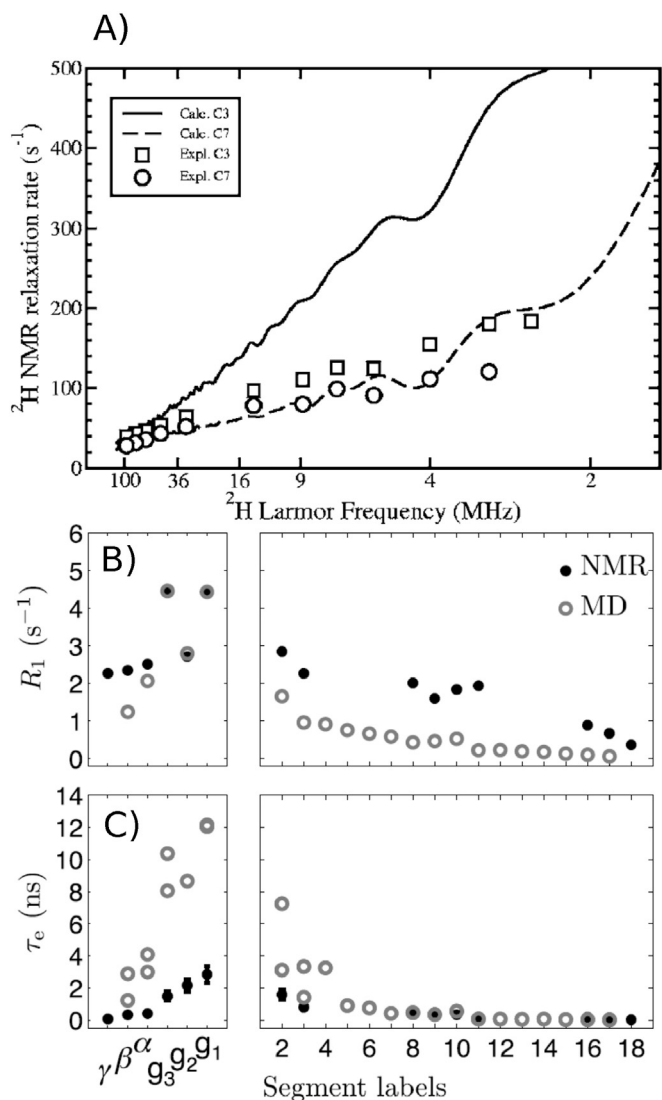 A)
500
400
300
200
100
0
²H NMR relaxation rate (s⁻¹)
Calc. C3
Calc. C7
Expl. C3
Expl. C7
100 36 16 9 4 2
²H Larmor Frequency (MHz)
B)
6
5
4
3
2
1
0
R₁ (s⁻¹)
NMR
MD
C)
14
12
10
8
6
4
2
0
τₑ (ns)
γ β α g₃ g₂ g₁
2 4 6 8 10 12 14 16 18
Segment labels